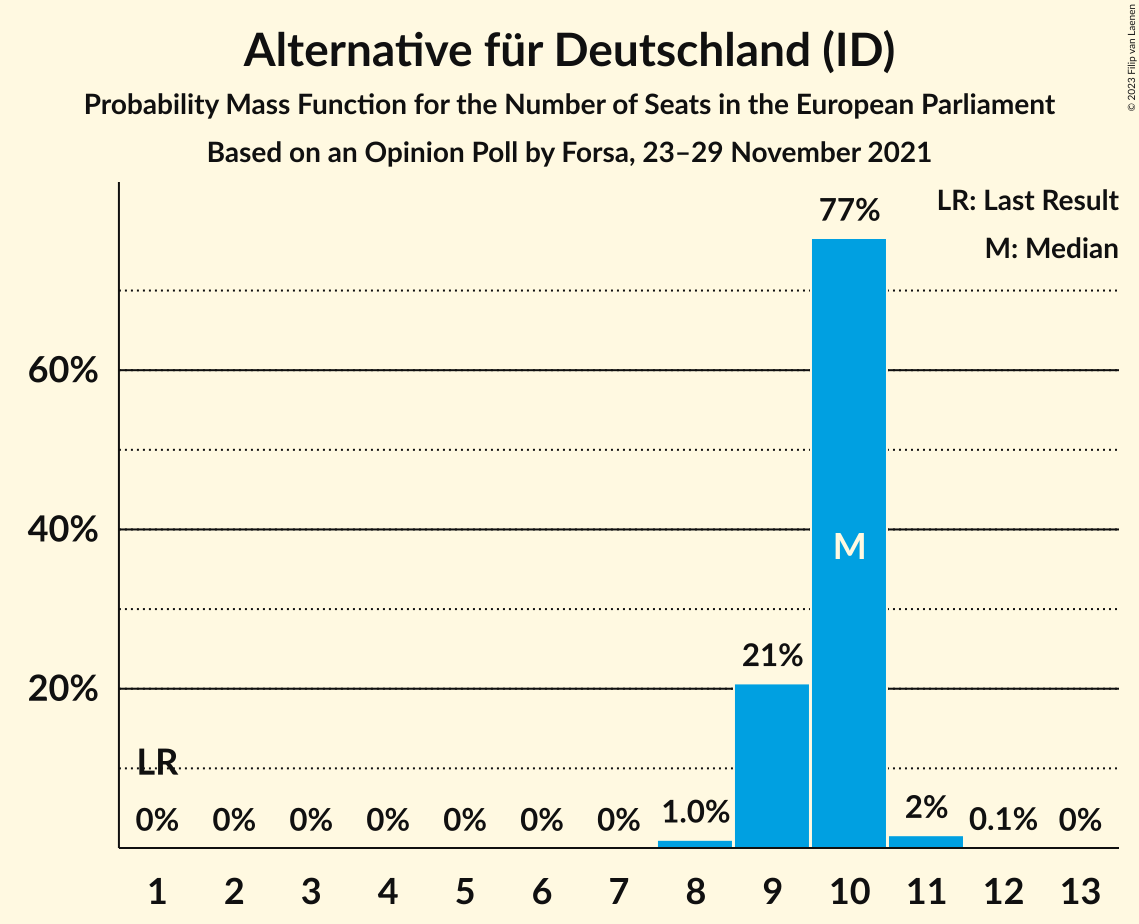 Alternative für Deutschland (ID)
Probability Mass Function for the Number of Seats in the European Parliament
Based on an Opinion Poll by Forsa, 23–29 November 2021
© 2023 Filip van Laenen
LR: Last Result
M: Median
77%
60%
40%
M
21%
20%
LR
0% 0% 0% 0% 0% 0% 0% 1.0% 2% 0.1% 0%
1 2 3 4 5 6 7 8 9 10 11 12 13